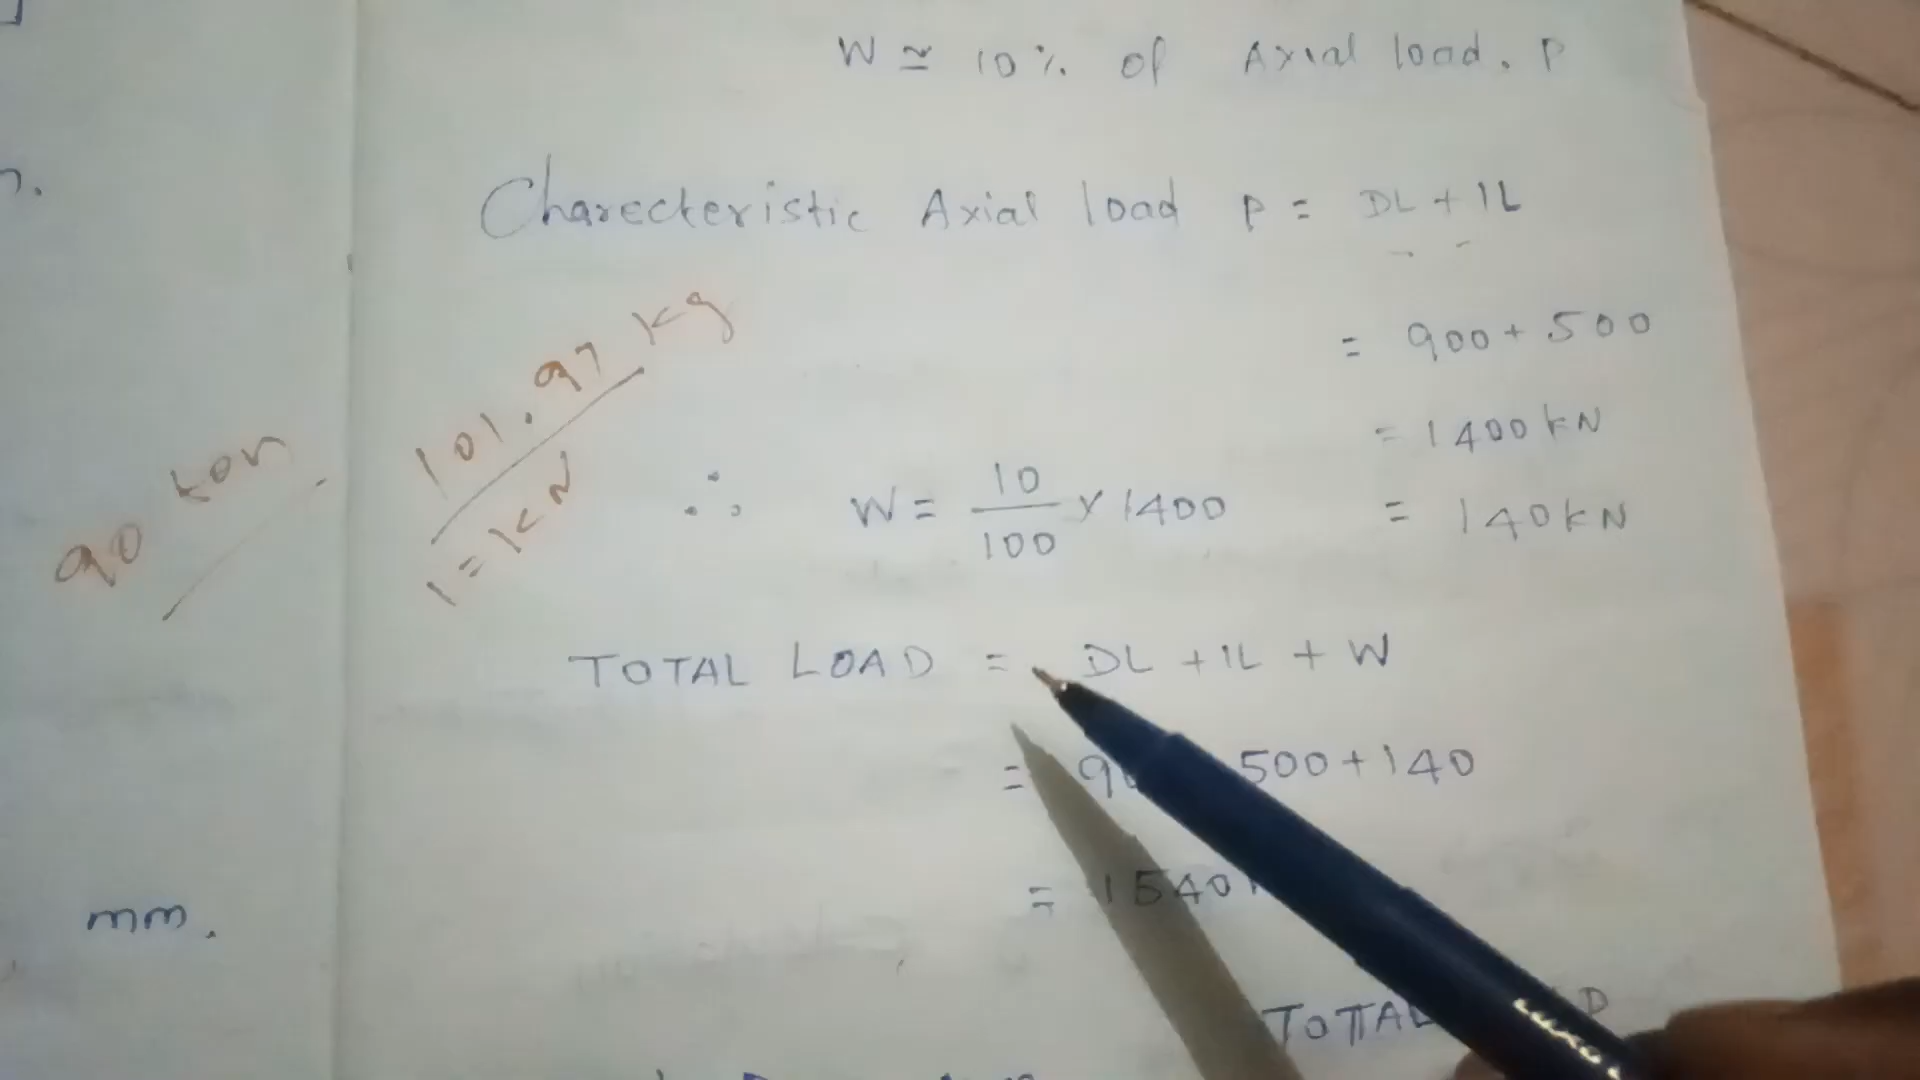 W ≅ 10% of Axial load, P
Charecteristic Axial load P = DL + IL
= 900 + 500
= 1400 kN
∴ W = 10/100 x 1400 = 140 kN
TOTAL LOAD = DL + IL + W
500 + 140
= 1540
TOTTAL
101.97 kg
1 = KN
90 ton
mm.